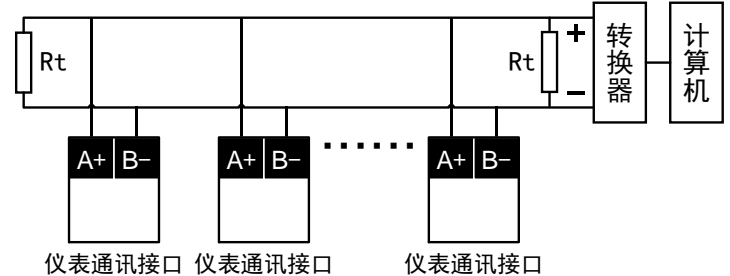 Rt
Rt
+
−
转换器
计算机
A+ B−
A+ B−
······
A+ B−
仪表通讯接口 仪表通讯接口 仪表通讯接口